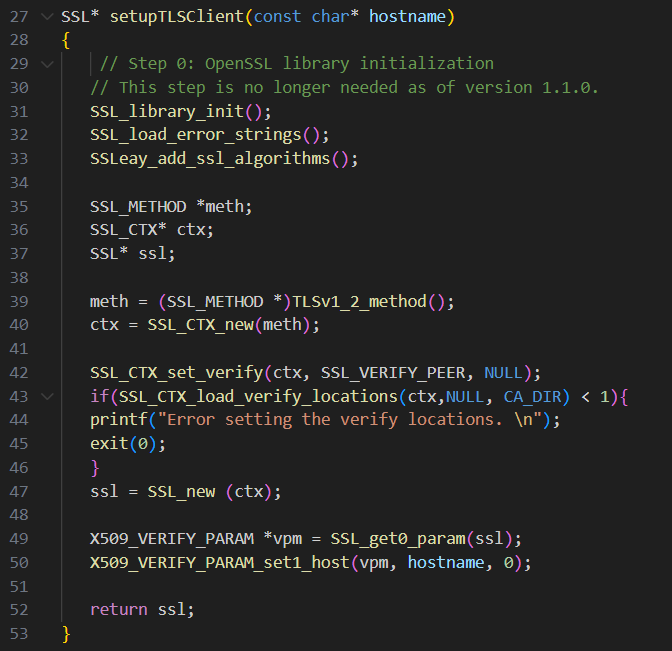 27 SSL* setupTLSClient(const char* hostname)
28 {
29 // Step 0: OpenSSL library initialization
30 // This step is no longer needed as of version 1.1.0.
31 SSL_library_init();
32 SSL_load_error_strings();
33 SSLeay_add_ssl_algorithms();
34
35 SSL_METHOD *meth;
36 SSL_CTX* ctx;
37 SSL* ssl;
38
39 meth = (SSL_METHOD *)TLSv1_2_method();
40 ctx = SSL_CTX_new(meth);
41
42 SSL_CTX_set_verify(ctx, SSL_VERIFY_PEER, NULL);
43 if(SSL_CTX_load_verify_locations(ctx,NULL, CA_DIR) < 1){
44 printf("Error setting the verify locations. \n");
45 exit(0);
46 }
47 ssl = SSL_new (ctx);
48
49 X509_VERIFY_PARAM *vpm = SSL_get0_param(ssl);
50 X509_VERIFY_PARAM_set1_host(vpm, hostname, 0);
51
52 return ssl;
53 }